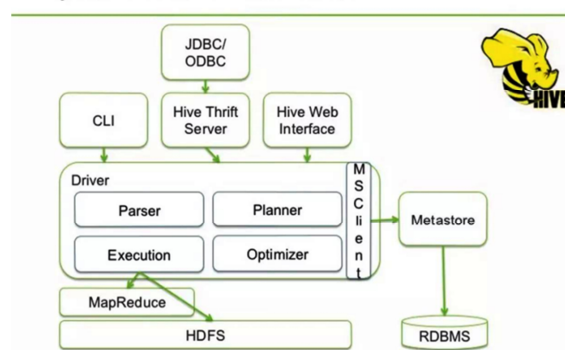 JDBC/
ODBC
HIVE
CLI
Hive Thrift
Server
Hive Web
Interface
Driver
M
S
C
li
e
n
t
Parser
Planner
Metastore
Execution
Optimizer
MapReduce
HDFS
RDBMS